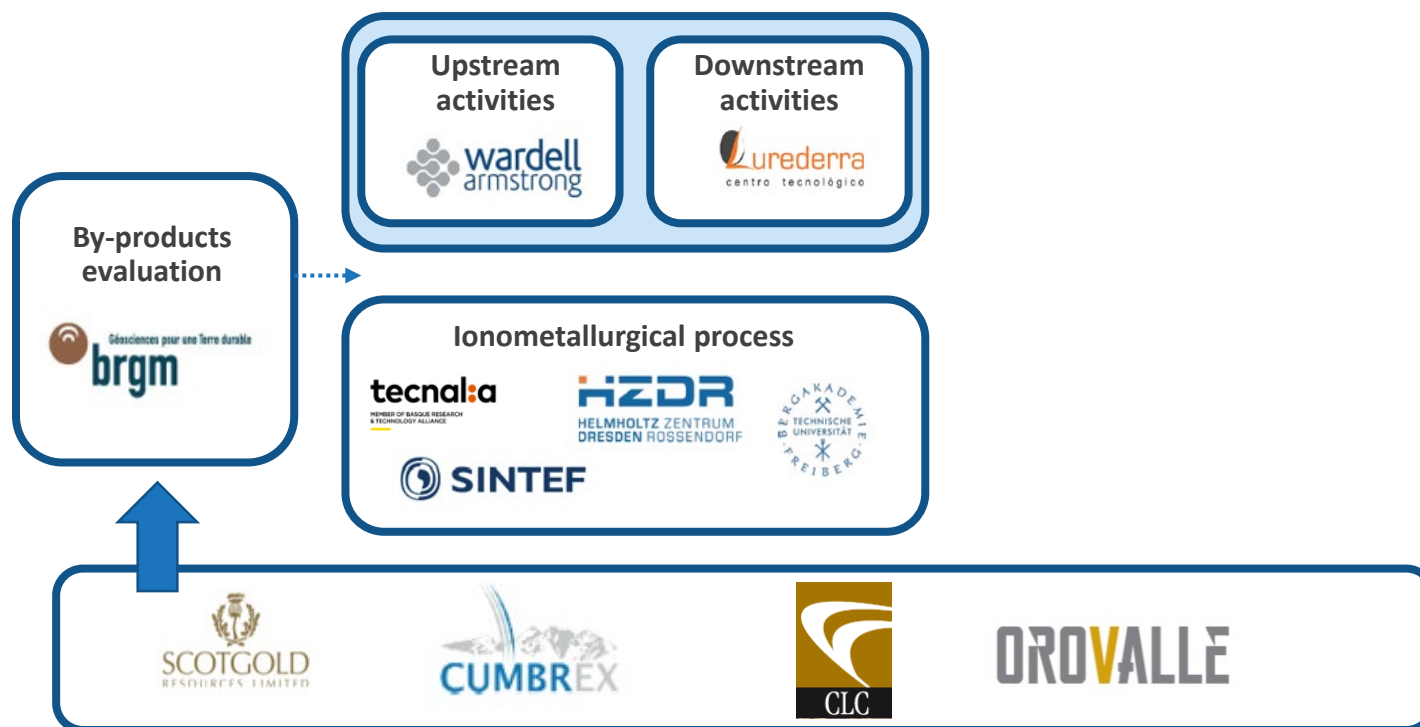 Upstream
activities
wardell
armstrong
Downstream
activities
Lurederra
centro tecnológico
By-products
evaluation
Géosciences pour une Terre durable
brgm
Ionometallurgical process
tecnal:a
MEMBER OF BASQUE RESEARCH
& TECHNOLOGY ALLIANCE
HZDR
HELMHOLTZ ZENTRUM
DRESDEN ROSSENDORF
BERGAKADEMIE
TECHNISCHE
UNIVERSITÄT
FREIBERG
SINTEF
SCOTGOLD
RESOURCES LIMITED
CUMBREX
CLC
OROVALLE